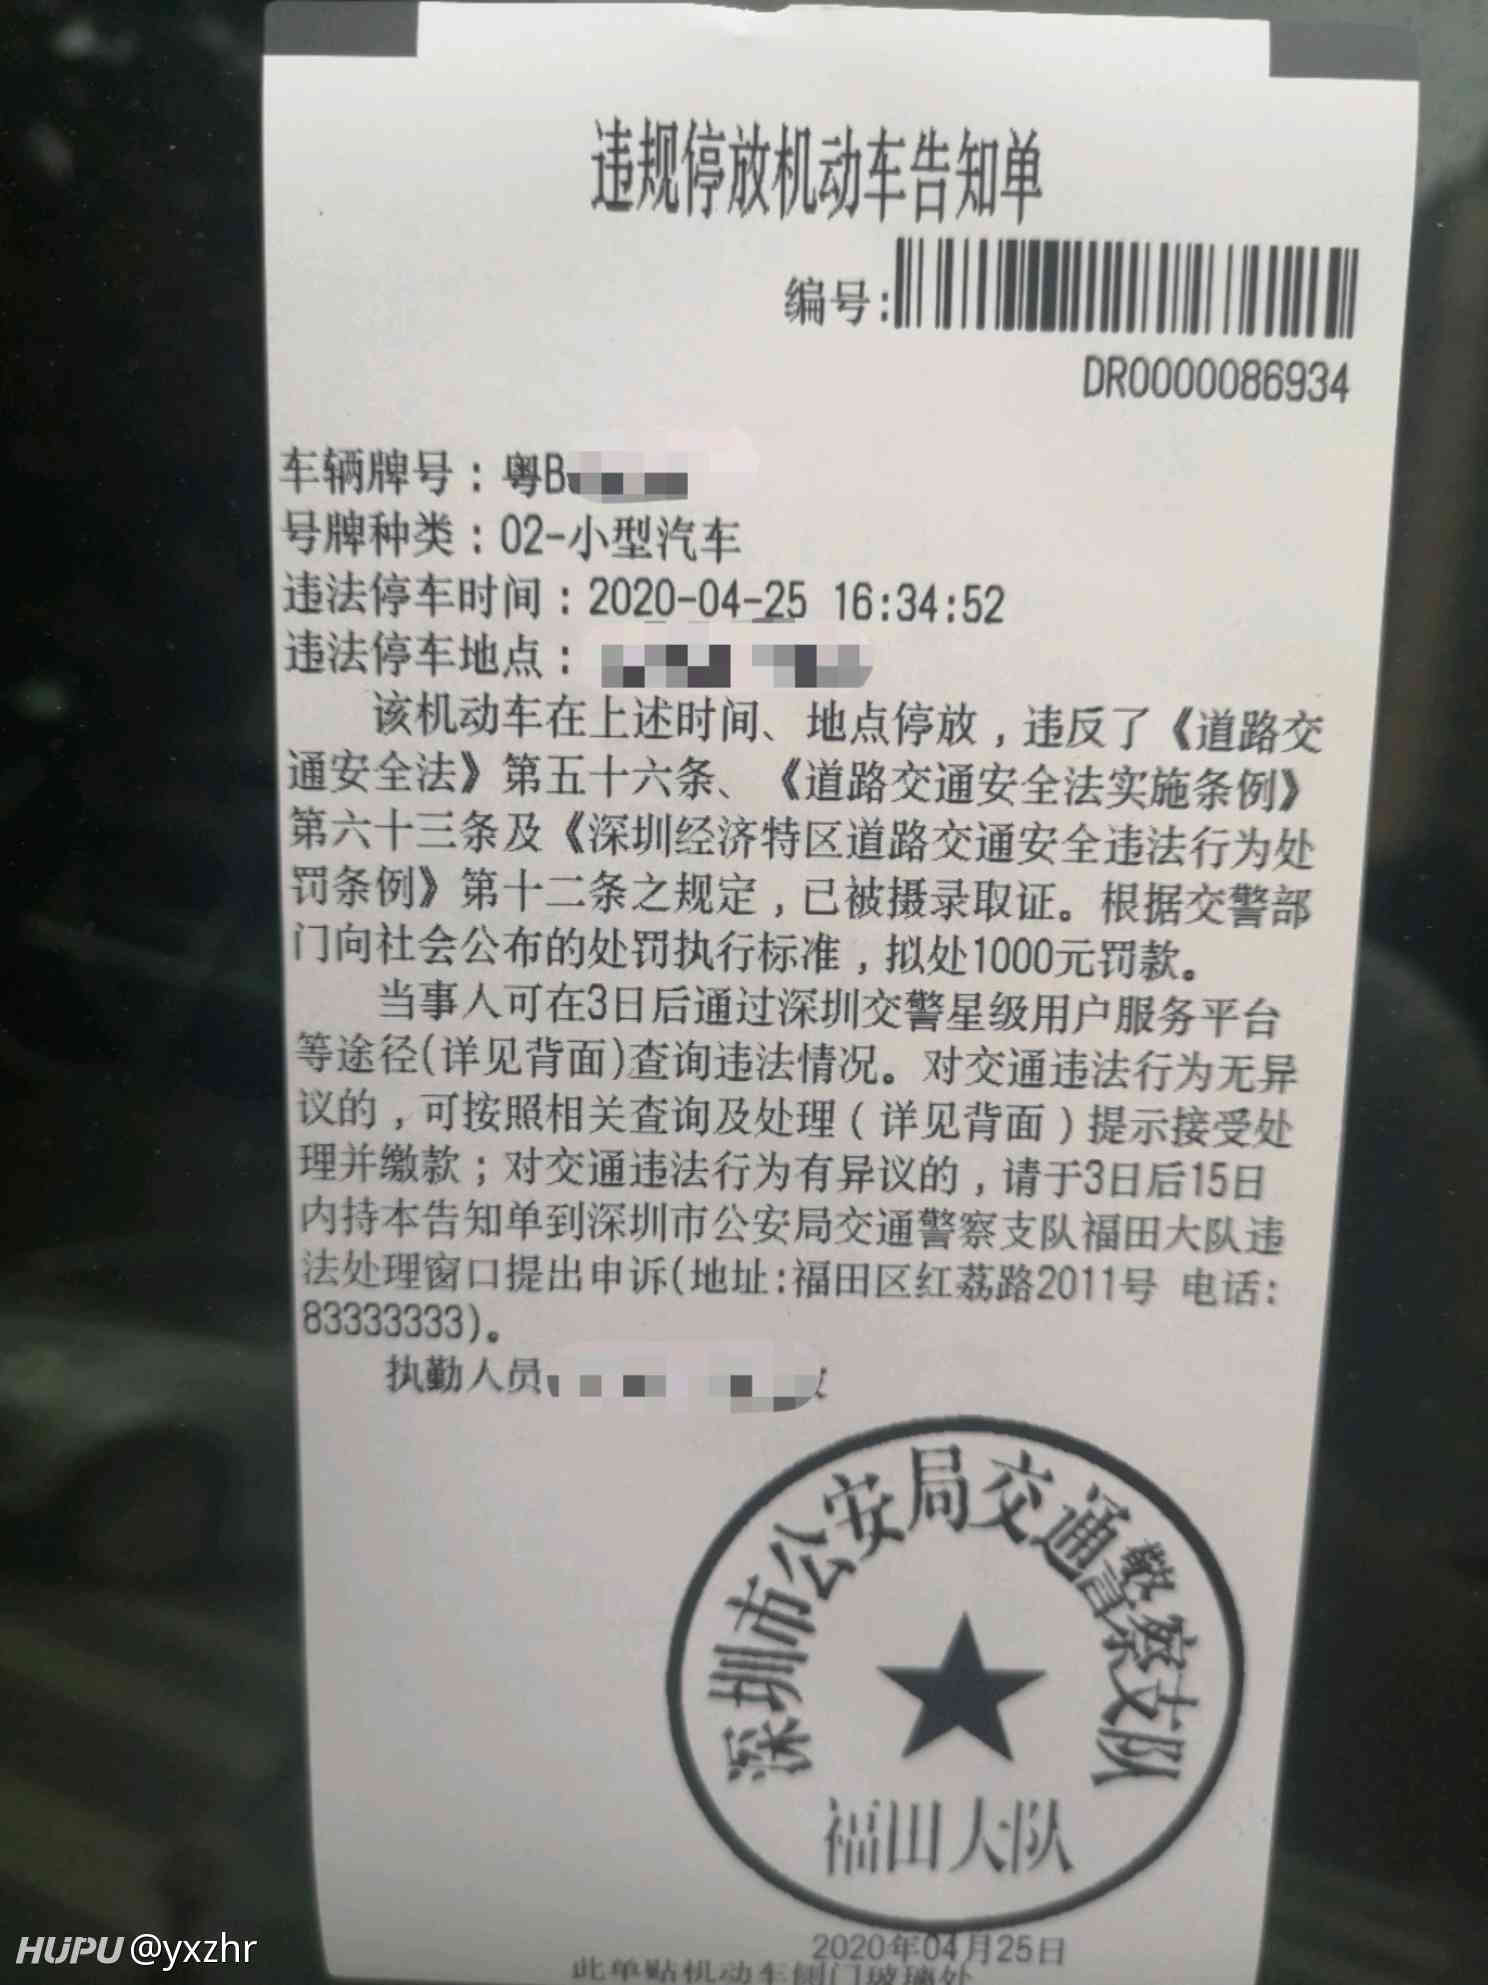 违规停放机动车告知单
编号:
DR0000086934
车辆牌号：粤B
号牌种类：02-小型汽车
违法停车时间：2020-04-25 16:34:52
违法停车地点：
该机动车在上述时间、地点停放，违反了《道路交
通安全法》第五十六条、《道路交通安全法实施条例》
第六十三条及《深圳经济特区道路交通安全违法行为处
罚条例》第十二条之规定，已被摄录取证。根据交警部
门向社会公布的处罚执行标准，拟处1000元罚款。
当事人可在3日后通过深圳交警星级用户服务平台
等途径(详见背面)查询违法情况。对交通违法行为无异
议的，可按照相关查询及处理（详见背面）提示接受处
理并缴款；对交通违法行为有异议的，请于3日后15日
内持本告知单到深圳市公安局交通警察支队福田大队违
法处理窗口提出申诉(地址:福田区红荔路2011号 电话:
83333333)。
执勤人员
深圳市公安局交通警察支队
福田大队
2020年04月25日
此单贴机动车侧门玻璃处
HUPU @yxzhr